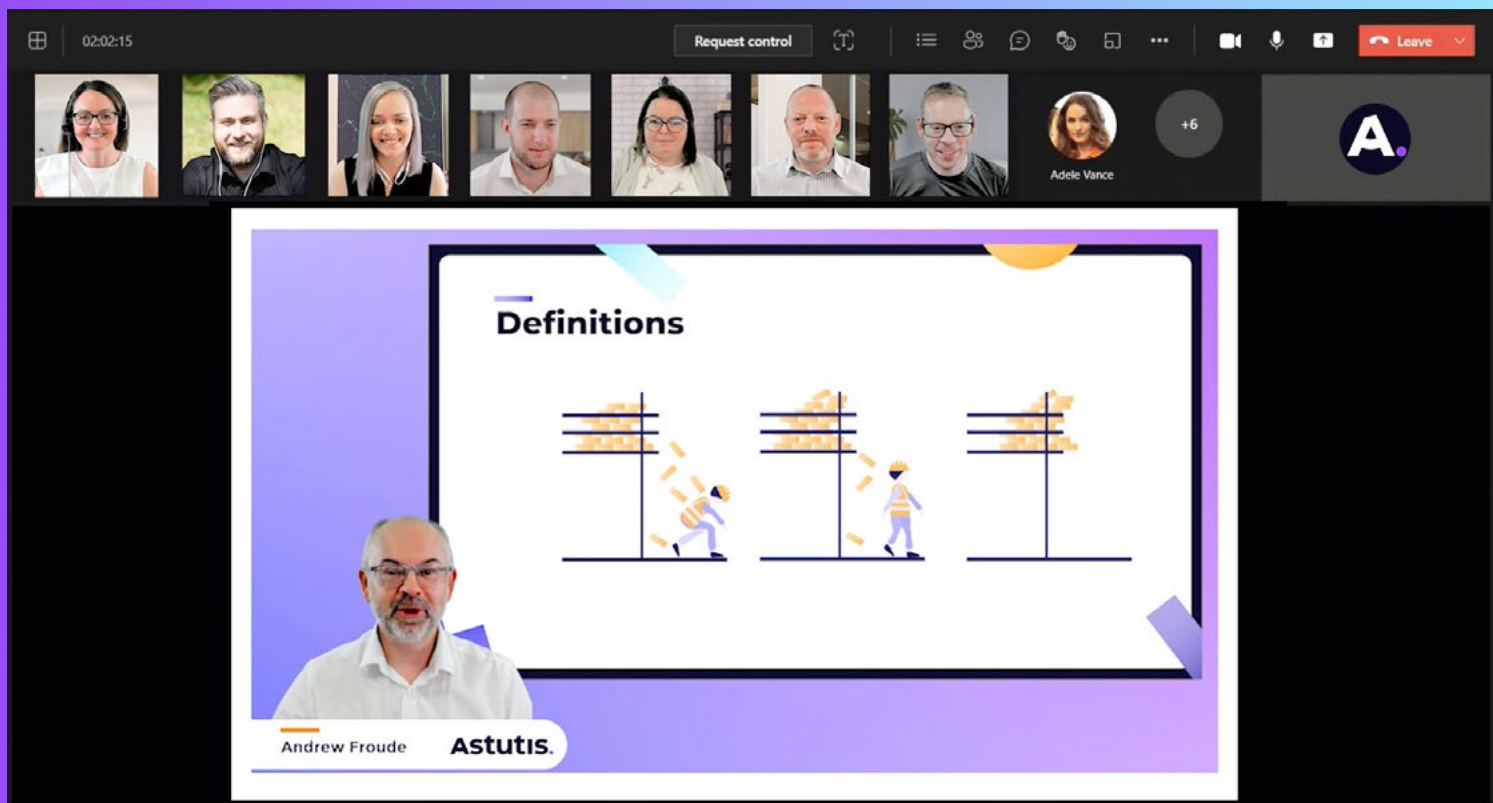 02:02:15
Request control
Leave
Adele Vance
+6
A.
Definitions
Andrew Froude
Astutis.